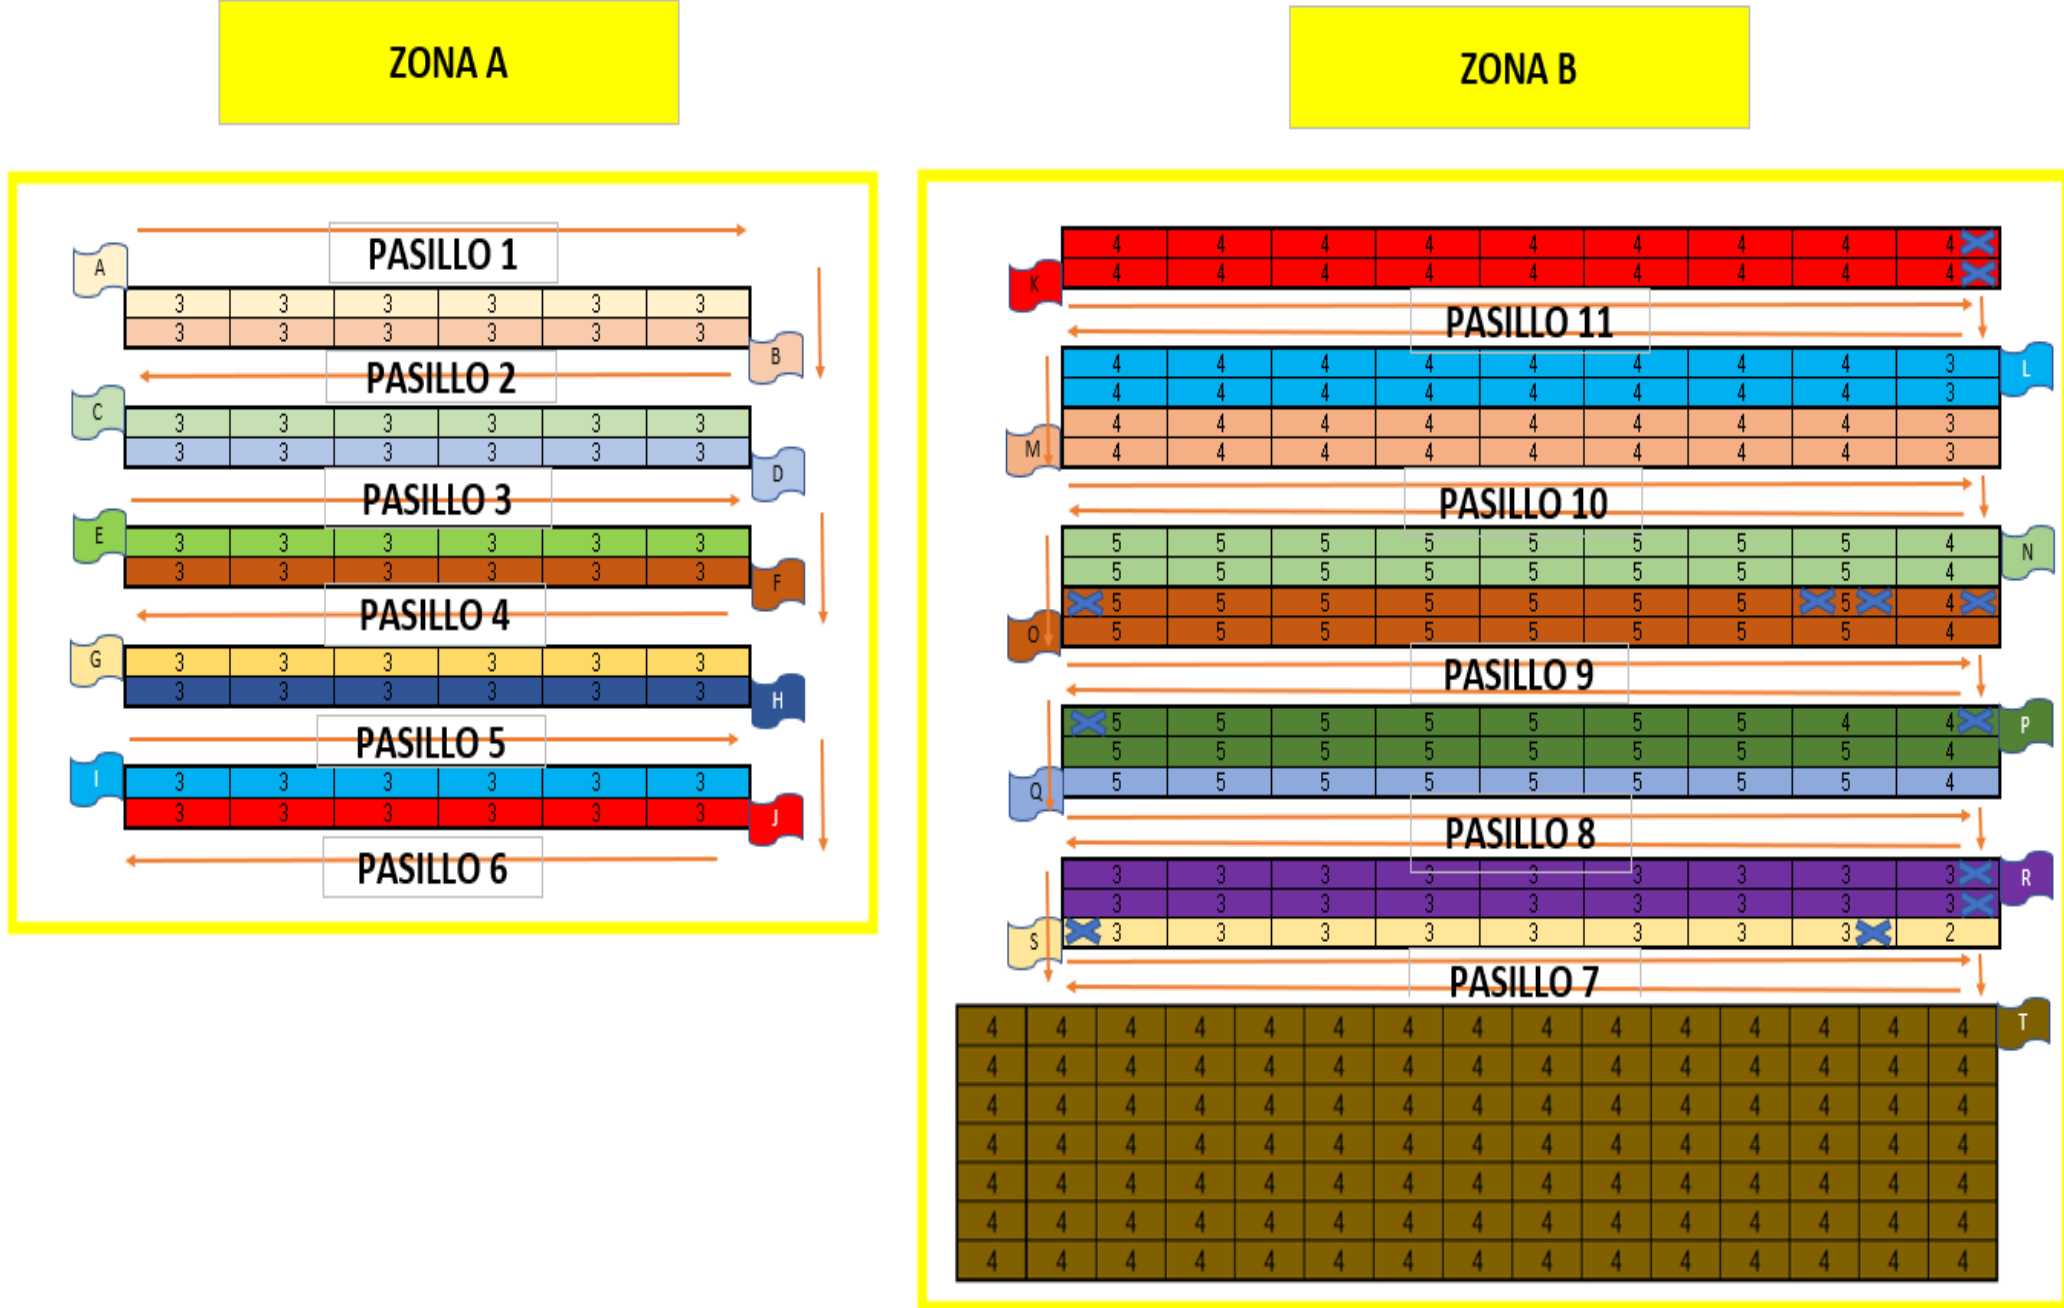 ZONA A
PASILLO 1
A
3 3 3 3 3 3
3 3 3 3 3 3
B
PASILLO 2
C
3 3 3 3 3 3
3 3 3 3 3 3
D
PASILLO 3
E
3 3 3 3 3 3
3 3 3 3 3 3
F
PASILLO 4
G
3 3 3 3 3 3
3 3 3 3 3 3
H
PASILLO 5
I
3 3 3 3 3 3
3 3 3 3 3 3
J
PASILLO 6
ZONA B
4 4 4 4 4 4 4 4 4
4 4 4 4 4 4 4 4 4
K
PASILLO 11
4 4 4 4 4 4 4 4 3
L
4 4 4 4 4 4 4 4 3
4 4 4 4 4 4 4 4 3
M
4 4 4 4 4 4 4 4 3
PASILLO 10
5 5 5 5 5 5 5 5 4
N
5 5 5 5 5 5 5 5 4
5 5 5 5 5 5 5 5 4
O
5 5 5 5 5 5 5 5 4
PASILLO 9
5 5 5 5 5 5 5 4 4
P
5 5 5 5 5 5 5 5 4
5 5 5 5 5 5 5 5 4
Q
PASILLO 8
3 3 3 3 3 3 3 3 3
R
3 3 3 3 3 3 3 3 3
3 3 3 3 3 3 3 3 2
S
PASILLO 7
4 4 4 4 4 4 4 4 4 4 4 4 4 4 4
T
4 4 4 4 4 4 4 4 4 4 4 4 4 4 4
4 4 4 4 4 4 4 4 4 4 4 4 4 4 4
4 4 4 4 4 4 4 4 4 4 4 4 4 4 4
4 4 4 4 4 4 4 4 4 4 4 4 4 4 4
4 4 4 4 4 4 4 4 4 4 4 4 4 4 4
4 4 4 4 4 4 4 4 4 4 4 4 4 4 4